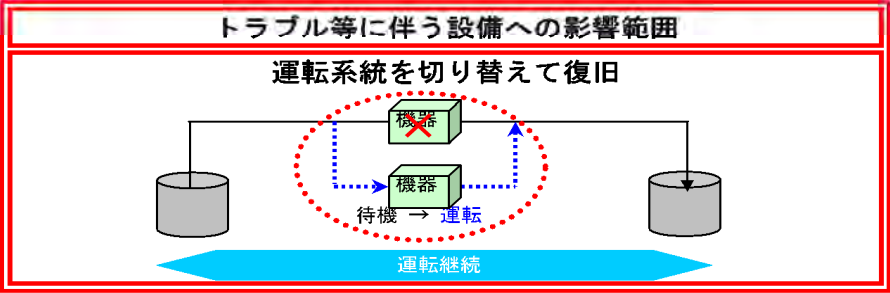 トラブル等に伴う設備への影響範囲
運転系統を切り替えて復旧
機器
機器
待機 → 運転
運転継続